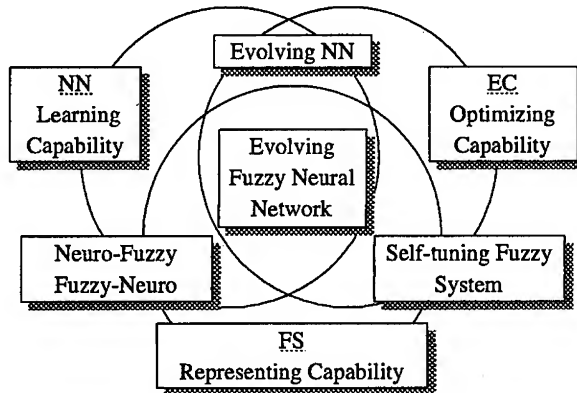 Evolving NN
NN
Learning
Capability
EC
Optimizing
Capability
Evolving
Fuzzy Neural
Network
Neuro-Fuzzy
Fuzzy-Neuro
Self-tuning Fuzzy
System
FS
Representing Capability